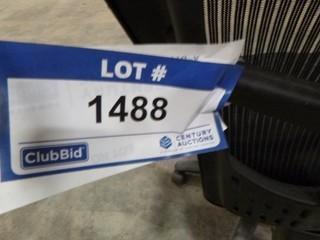 LOT #
1488
ClubBid
CENTURY
AUCTIONS